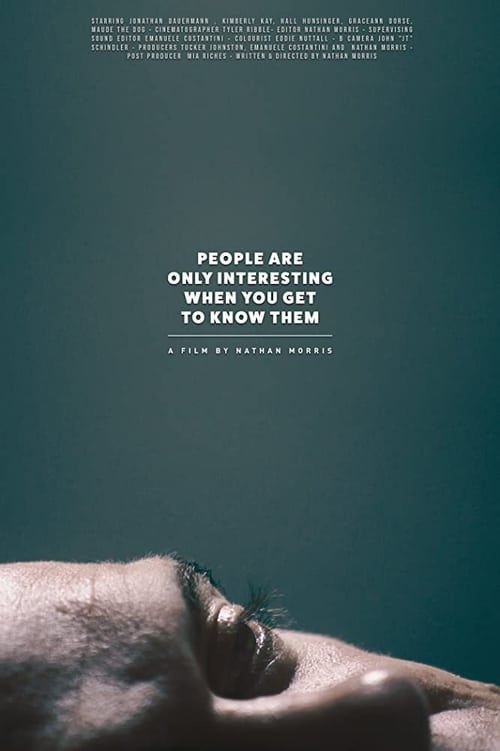 STARRING JONATHAN DAUERMANN , KIMBERLY KAY, HALL HUNSINGER, GRACEANN DORSE,
MAUDE THE DOG - CINEMATOGRAPHER TYLER RIBBLE- EDITOR NATHAN MORRIS - SUPERVISING
SOUND EDITOR EMANUELE COSTANTINI - COLOURIST EDDIE NUTTALL - B CAMERA JOHN "JT"
SCHINDLER - PRODUCERS TUCKER JOHNSTON, EMANUELE COSTANTINI AND NATHAN MORRIS -
POST PRODUCER MIA RICHES - WRITTEN & DIRECTED BY NATHAN MORRIS
PEOPLE ARE
ONLY INTERESTING
WHEN YOU GET
TO KNOW THEM
A FILM BY NATHAN MORRIS